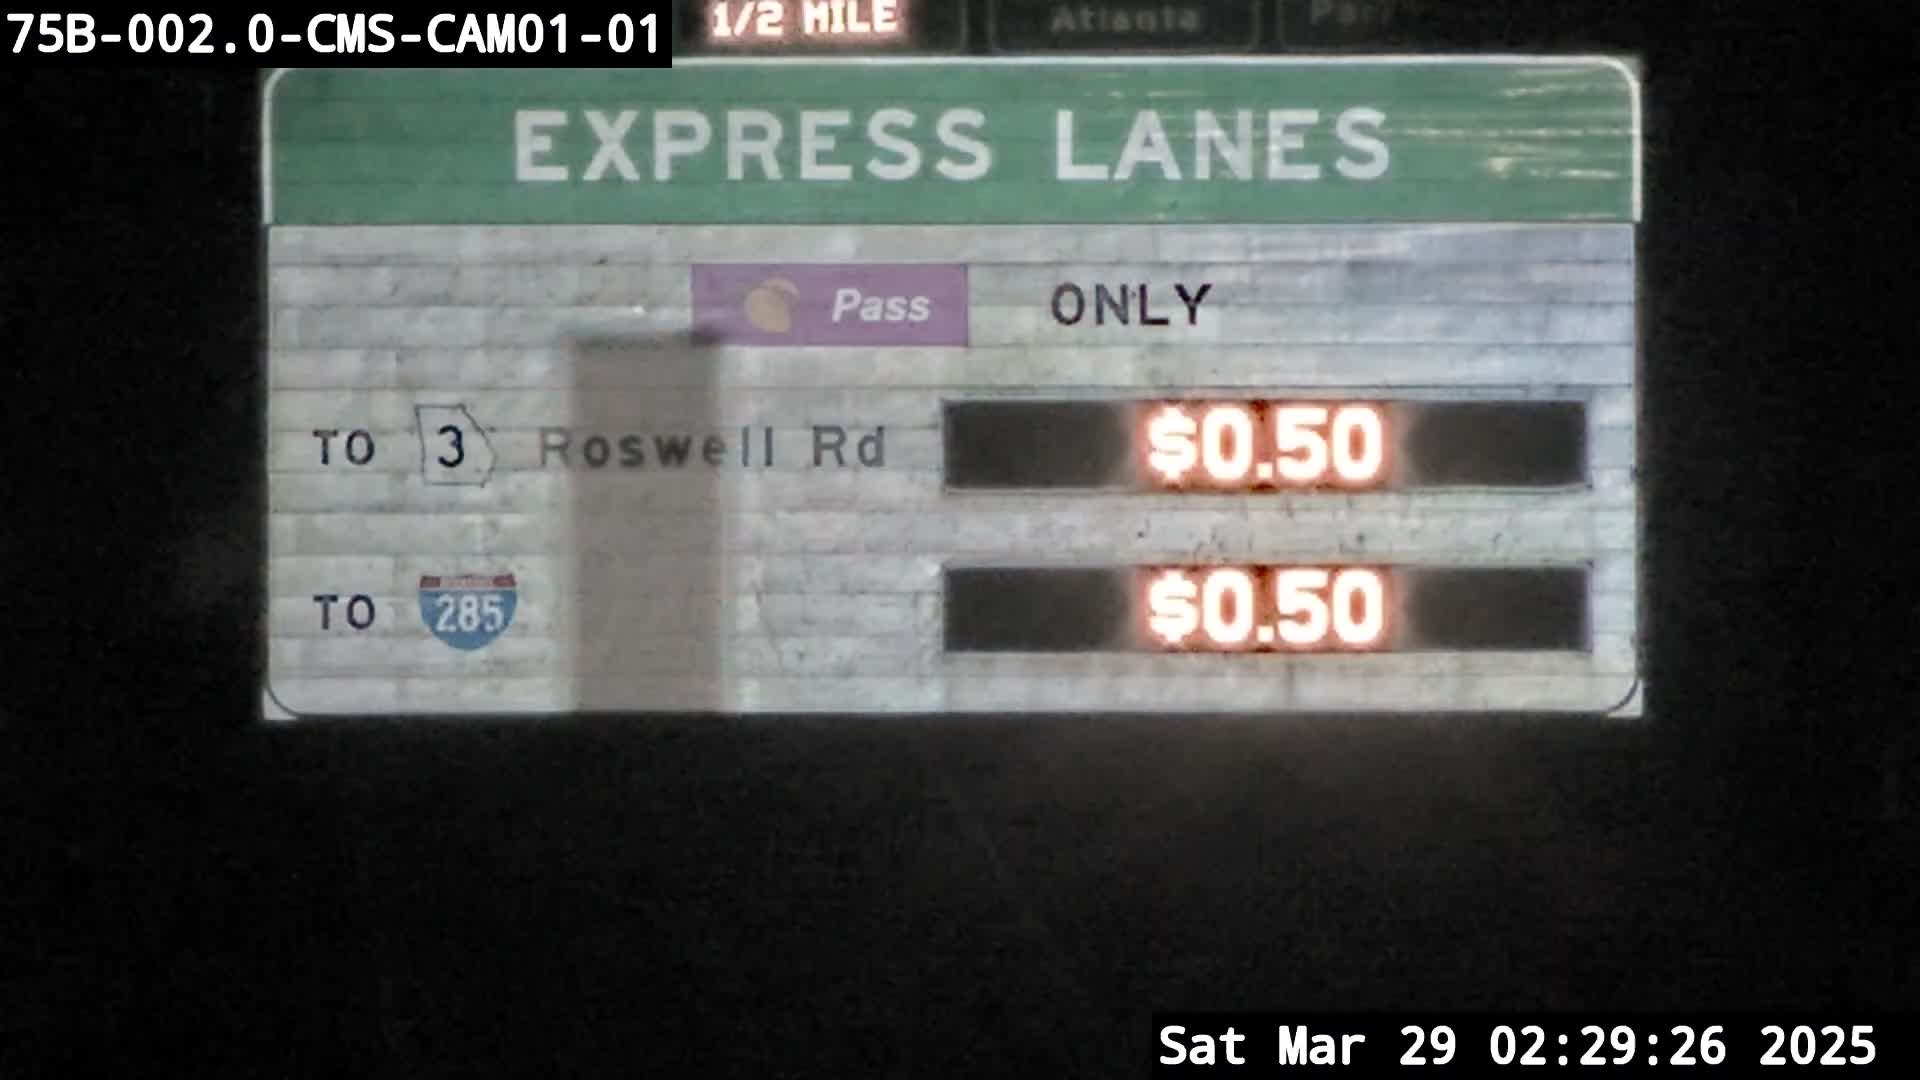 75B-002.0-CMS-CAM01-01
1/2 MILE
Atlanta
EXPRESS LANES
Pass ONLY
TO 3 Roswell Rd $0.50
TO 285 $0.50
Sat Mar 29 02:29:26 2025